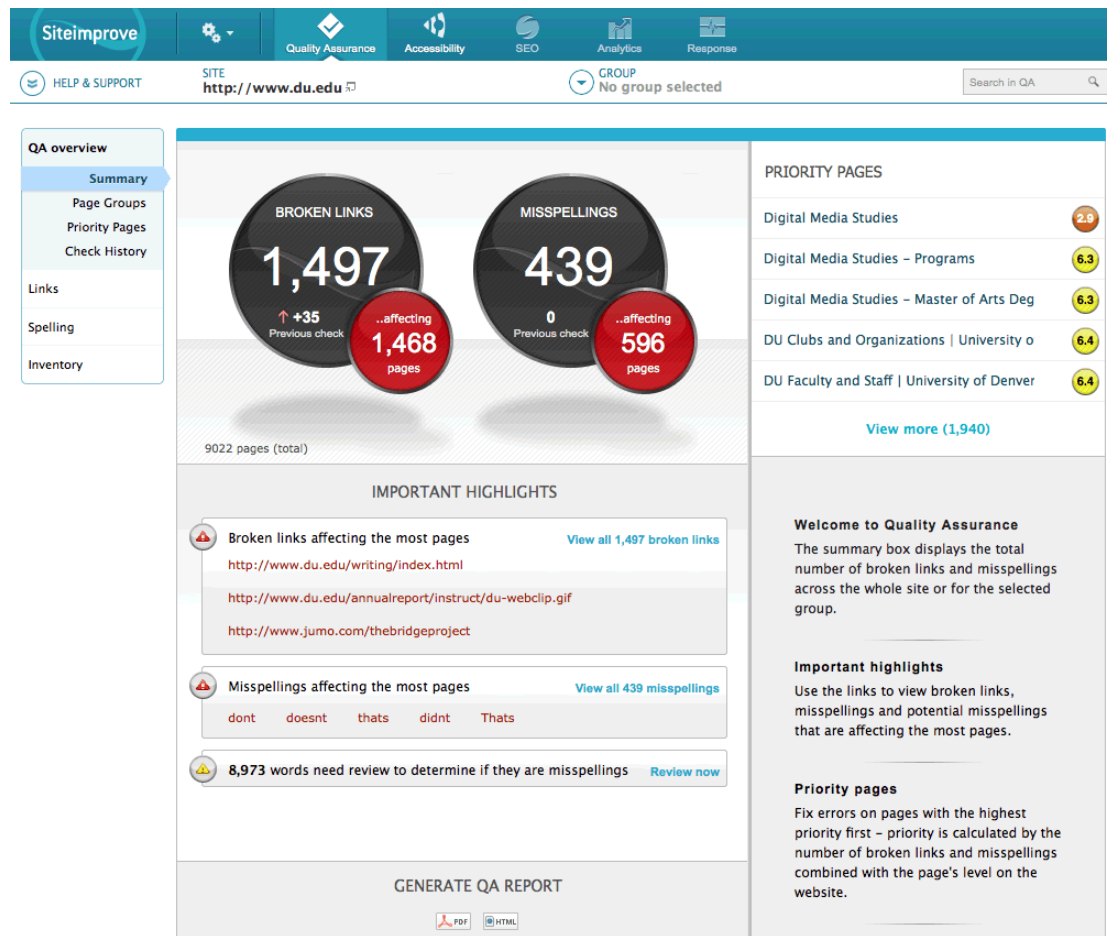 Siteimprove
Quality Assurance
Accessibility
SEO
Analytics
Response
HELP & SUPPORT
SITE
http://www.du.edu
GROUP
No group selected
Search in QA
QA overview
Summary
Page Groups
Priority Pages
Check History
Links
Spelling
Inventory
BROKEN LINKS
1,497
+35
Previous check
..affecting
1,468
pages
MISSPELLINGS
439
0
Previous check
..affecting
596
pages
9022 pages (total)
PRIORITY PAGES
Digital Media Studies 2.9
Digital Media Studies – Programs 6.3
Digital Media Studies – Master of Arts Deg 6.3
DU Clubs and Organizations | University o 6.4
DU Faculty and Staff | University of Denver 6.4
View more (1,940)
IMPORTANT HIGHLIGHTS
Broken links affecting the most pages View all 1,497 broken links
http://www.du.edu/writing/index.html
http://www.du.edu/annualreport/instruct/du-webclip.gif
http://www.jumo.com/thebridgeproject
Misspellings affecting the most pages View all 439 misspellings
dont doesnt thats didnt Thats
8,973 words need review to determine if they are misspellings Review now
GENERATE QA REPORT
PDF HTML
Welcome to Quality Assurance
The summary box displays the total
number of broken links and misspellings
across the whole site or for the selected
group.
Important highlights
Use the links to view broken links,
misspellings and potential misspellings
that are affecting the most pages.
Priority pages
Fix errors on pages with the highest
priority first – priority is calculated by the
number of broken links and misspellings
combined with the page's level on the
website.